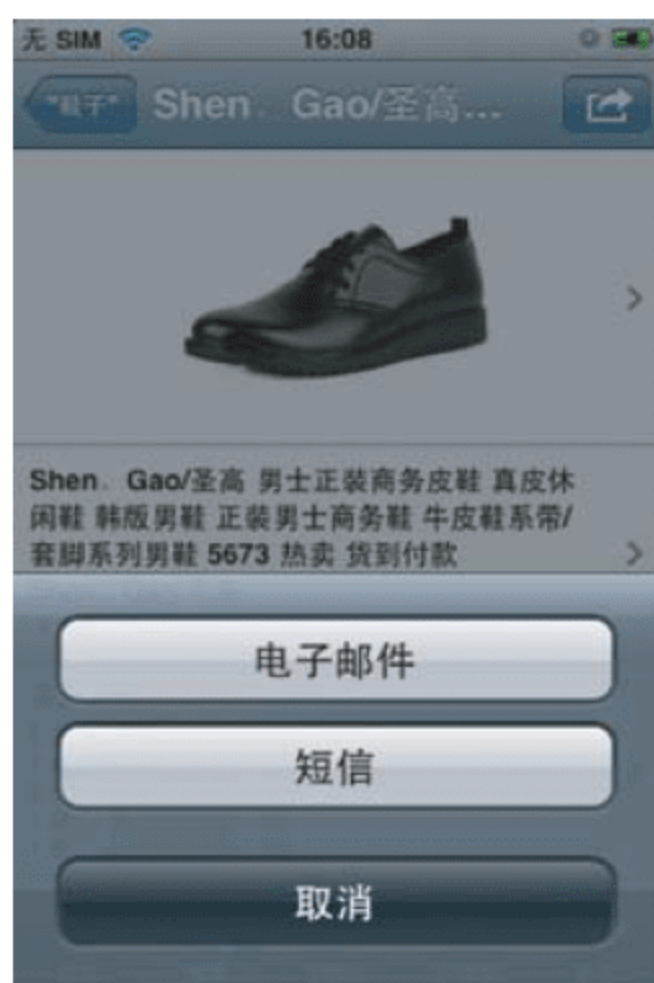 无 SIM 16:08
"鞋子" Shen．Gao/圣高...
Shen．Gao/圣高 男士正装商务皮鞋 真皮休
闲鞋 韩版男鞋 正装男士商务鞋 牛皮鞋系带/
套脚系列男鞋 5673 热卖 货到付款
电子邮件
短信
取消